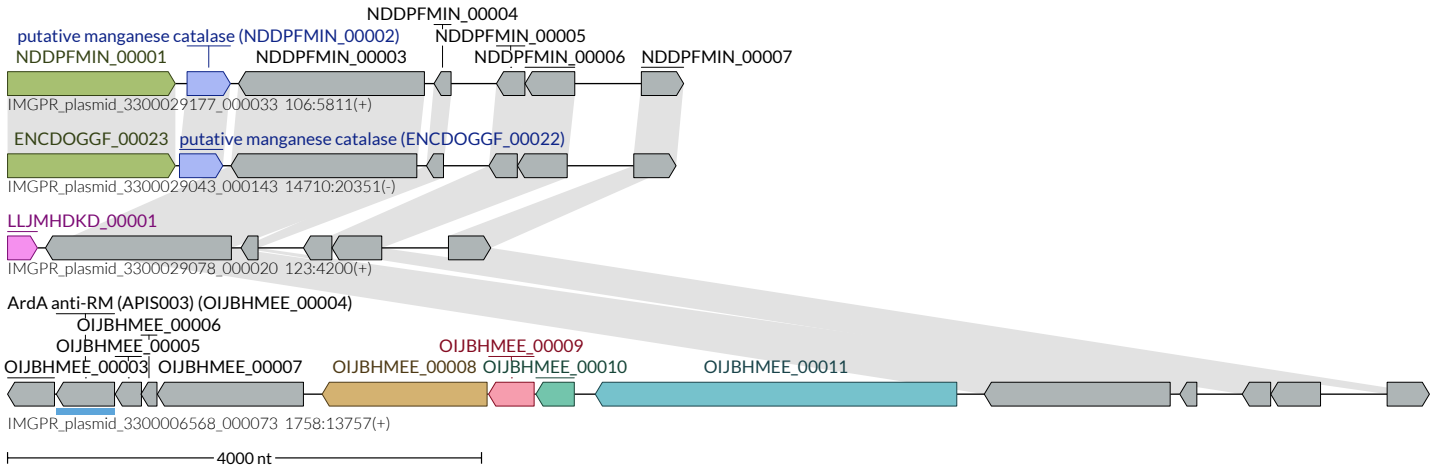 NDDPFMIN_00004
putative manganese catalase (NDDPFMIN_00002) NDDPFMIN_00005
NDDPFMIN_00001 NDDPFMIN_00003 NDDPFMIN_00006 NDDPFMIN_00007
IMGPR_plasmid_3300029177_000033 106:5811(+)
ENCDOGGF_00023 putative manganese catalase (ENCDOGGF_00022)
IMGPR_plasmid_3300029043_000143 14710:20351(-)
LLJMHDKD_00001
IMGPR_plasmid_3300029078_000020 123:4200(+)
ArdA anti-RM (APIS003) (OIJBHMEE_00004)
OIJBHMEE_00006
OIJBHMEE_00005 OIJBHMEE_00009
OIJBHMEE_00003 OIJBHMEE_00007 OIJBHMEE_00008 OIJBHMEE_00010 OIJBHMEE_00011
IMGPR_plasmid_3300006568_000073 1758:13757(+)
4000 nt